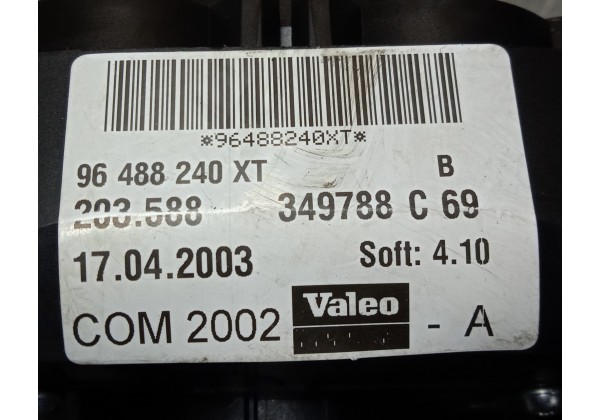 *96488240XT*
96 488 240 XT B
203.588 349788 C 69
17.04.2003 Soft: 4.10
COM 2002 Valeo - A